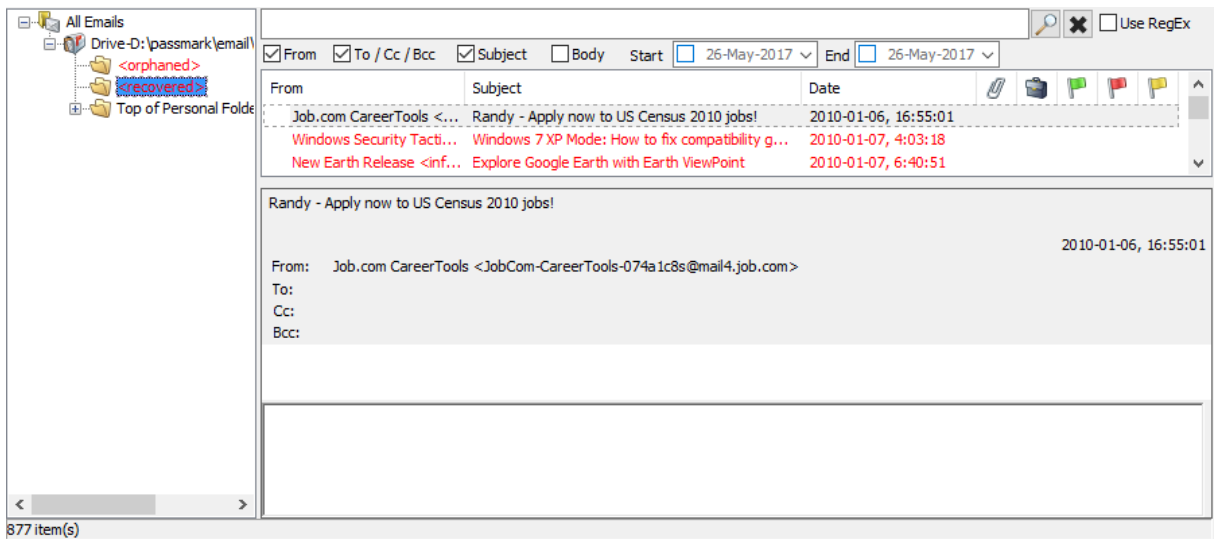 All Emails
Drive-D:\passmark\email\
<orphaned>
<recovered>
Top of Personal Folde
Use RegEx
From To / Cc / Bcc Subject Body Start 26-May-2017 End 26-May-2017
From Subject Date
Job.com CareerTools <... Randy - Apply now to US Census 2010 jobs! 2010-01-06, 16:55:01
Windows Security Tacti... Windows 7 XP Mode: How to fix compatibility g... 2010-01-07, 4:03:18
New Earth Release <inf... Explore Google Earth with Earth ViewPoint 2010-01-07, 6:40:51
Randy - Apply now to US Census 2010 jobs!
2010-01-06, 16:55:01
From: Job.com CareerTools <JobCom-CareerTools-074a1c8s@mail4.job.com>
To:
Cc:
Bcc:
877 item(s)